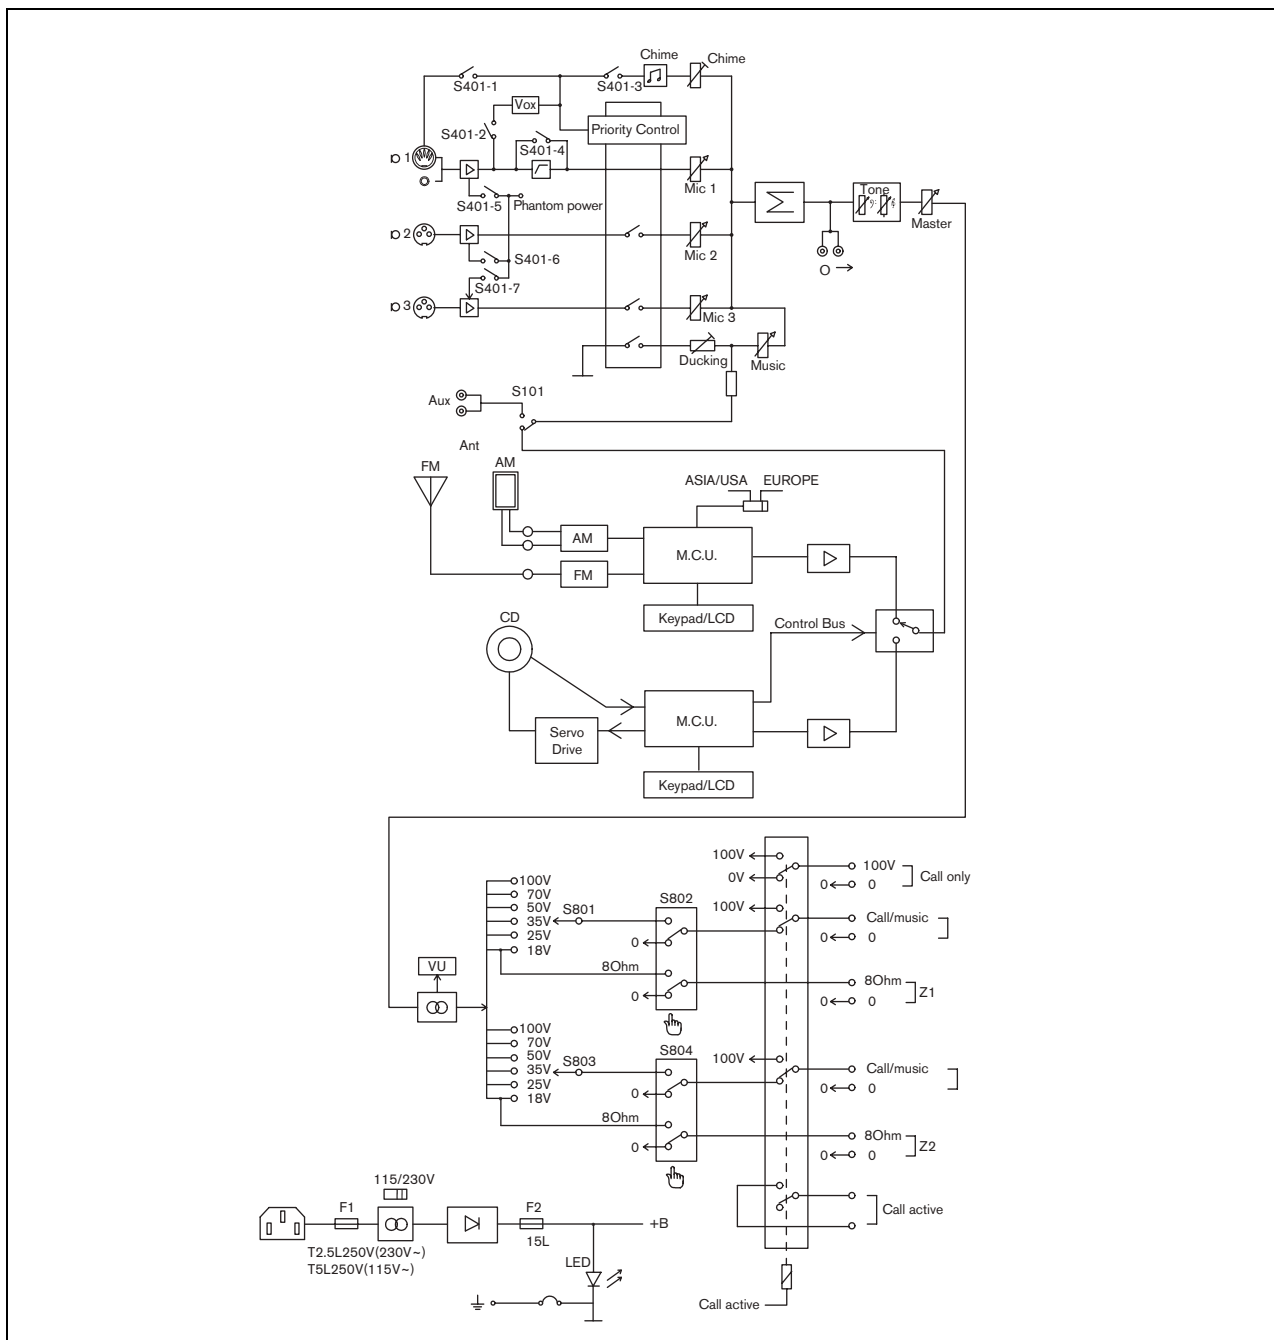 Chime
Chime
S401-1
S401-3
Vox
S401-2
Priority Control
S401-4
1
Mic 1
S401-5
Phantom power
Tone
Master
2
S401-6
Mic 2
S401-7
O
3
Mic 3
Ducking
Music
Aux
S101
Ant
FM
AM
ASIA/USA
EUROPE
AM
M.C.U.
FM
Keypad/LCD
CD
Control Bus
M.C.U.
Servo
Drive
Keypad/LCD
100V
100V
Call only
0V
0
0
100V
70V
50V
35V
25V
18V
S801
S802
100V
Call/music
0
0
0
8Ohm
8Ohm
Z1
0
0
0
VU
100V
70V
50V
35V
25V
18V
S803
S804
100V
Call/music
0
0
0
8Ohm
8Ohm
Z2
0
0
0
115/230V
F1
F2
+B
15L
T2.5L250V(230V~)
T5L250V(115V~)
LED
Call active
Call active